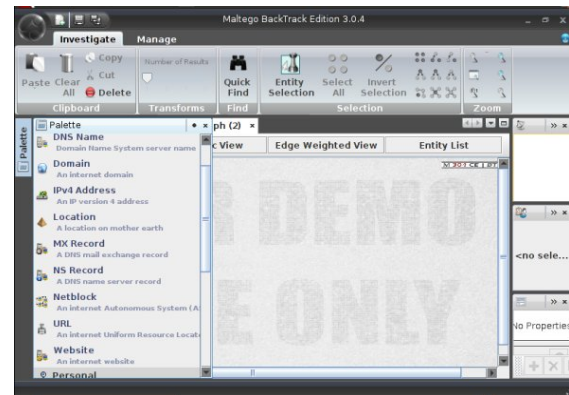 Maltego BackTrack Edition 3.0.4
Investigate Manage
Copy
Cut
Paste Clear All Delete
Clipboard
Number of Results
Transforms
Quick Find
Find
Entity Selection
Select All
Invert Selection
Selection
Zoom
Palette
Palette
ph (2)
c View
Edge Weighted View
Entity List
DNS Name
Domain Name System server name
Domain
An internet domain
IPv4 Address
An IP version 4 address
Location
A location on mother earth
MX Record
A DNS mail exchange record
NS Record
A DNS name server record
Netblock
An internet Autonomous System (A
URL
An internet Uniform Resource Locat
Website
An internet website
Personal
R DEMO
E ONLY
<no sele...
No Properties